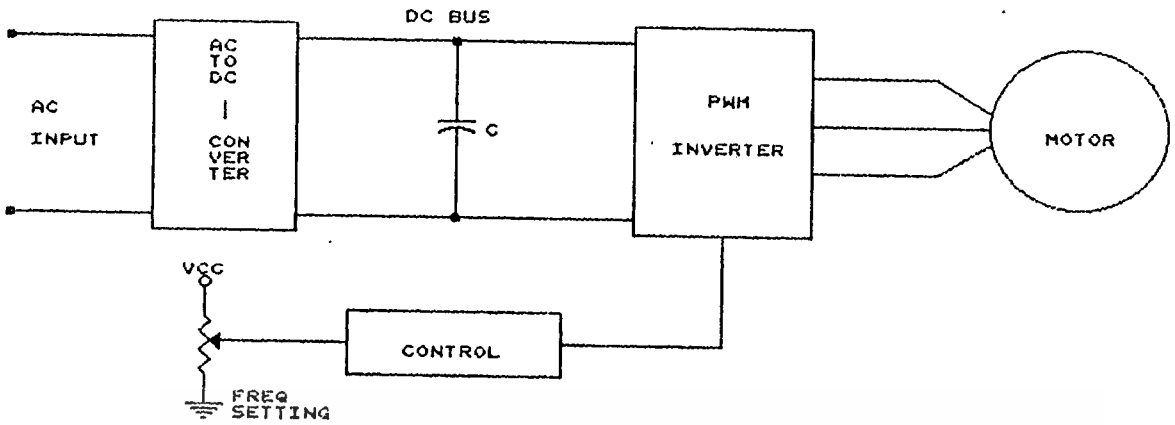 DC BUS
AC
TO
DC
|
CON
VER
TER
AC
INPUT
C
PWM
INVERTER
MOTOR
VCC
CONTROL
FREQ
SETTING